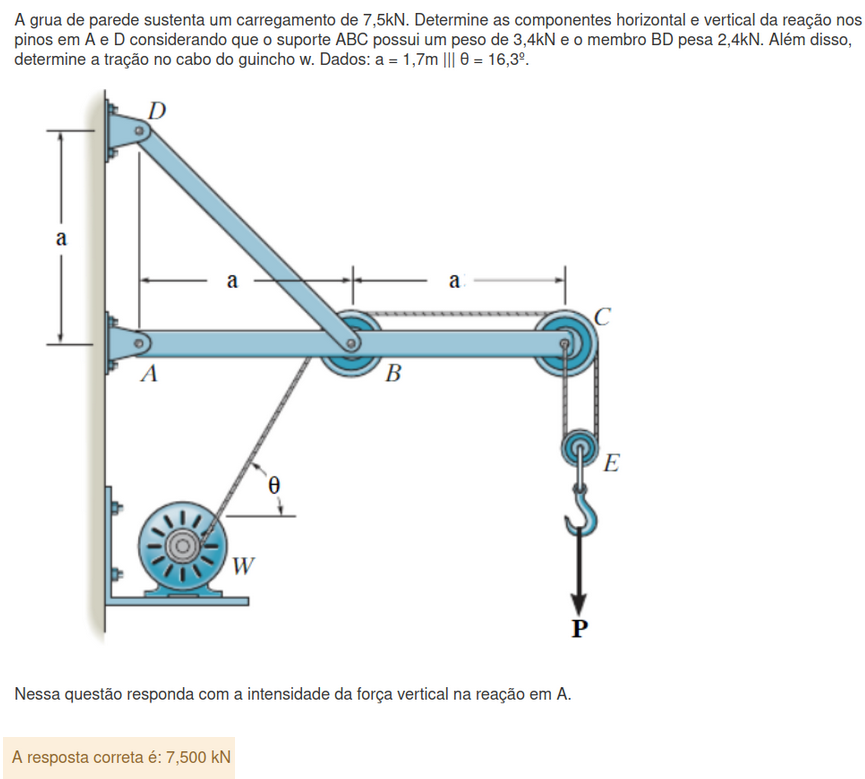 A grua de parede sustenta um carregamento de 7,5kN. Determine as componentes horizontal e vertical da reação nos
pinos em A e D considerando que o suporte ABC possui um peso de 3,4kN e o membro BD pesa 2,4kN. Além disso,
determine a tração no cabo do guincho w. Dados: a = 1,7m ||| θ = 16,3º.
D
a
a
a
C
A
B
E
θ
W
P
Nessa questão responda com a intensidade da força vertical na reação em A.
A resposta correta é: 7,500 kN